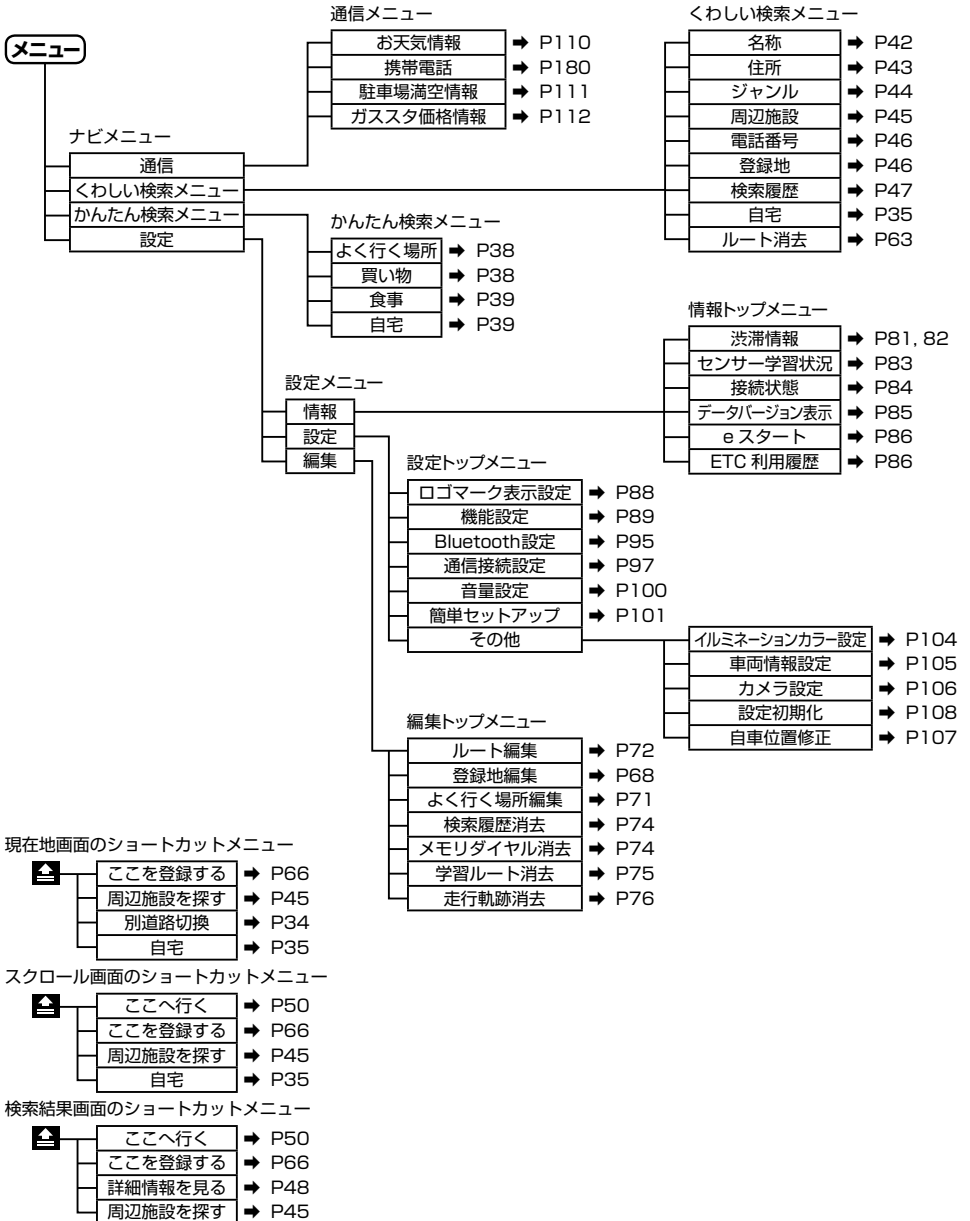 メニュー
ナビメニュー
通信
くわしい検索メニュー
かんたん検索メニュー
設定
通信メニュー
お天気情報 ➡ P110
携帯電話 ➡ P180
駐車場満空情報 ➡ P111
ガススタ価格情報 ➡ P112
くわしい検索メニュー
名称 ➡ P42
住所 ➡ P43
ジャンル ➡ P44
周辺施設 ➡ P45
電話番号 ➡ P46
登録地 ➡ P46
検索履歴 ➡ P47
自宅 ➡ P35
ルート消去 ➡ P63
かんたん検索メニュー
よく行く場所 ➡ P38
買い物 ➡ P38
食事 ➡ P39
自宅 ➡ P39
設定メニュー
情報
設定
編集
情報トップメニュー
渋滞情報 ➡ P81, 82
センサー学習状況 ➡ P83
接続状態 ➡ P84
データバージョン表示 ➡ P85
e スタート ➡ P86
ETC 利用履歴 ➡ P86
設定トップメニュー
ロゴマーク表示設定 ➡ P88
機能設定 ➡ P89
Bluetooth設定 ➡ P95
通信接続設定 ➡ P97
音量設定 ➡ P100
簡単セットアップ ➡ P101
その他
イルミネーションカラー設定 ➡ P104
車両情報設定 ➡ P105
カメラ設定 ➡ P106
設定初期化 ➡ P108
自車位置修正 ➡ P107
編集トップメニュー
ルート編集 ➡ P72
登録地編集 ➡ P68
よく行く場所編集 ➡ P71
検索履歴消去 ➡ P74
メモリダイヤル消去 ➡ P74
学習ルート消去 ➡ P75
走行軌跡消去 ➡ P76
現在地画面のショートカットメニュー
ここを登録する ➡ P66
周辺施設を探す ➡ P45
別道路切換 ➡ P34
自宅 ➡ P35
スクロール画面のショートカットメニュー
ここへ行く ➡ P50
ここを登録する ➡ P66
周辺施設を探す ➡ P45
自宅 ➡ P35
検索結果画面のショートカットメニュー
ここへ行く ➡ P50
ここを登録する ➡ P66
詳細情報を見る ➡ P48
周辺施設を探す ➡ P45